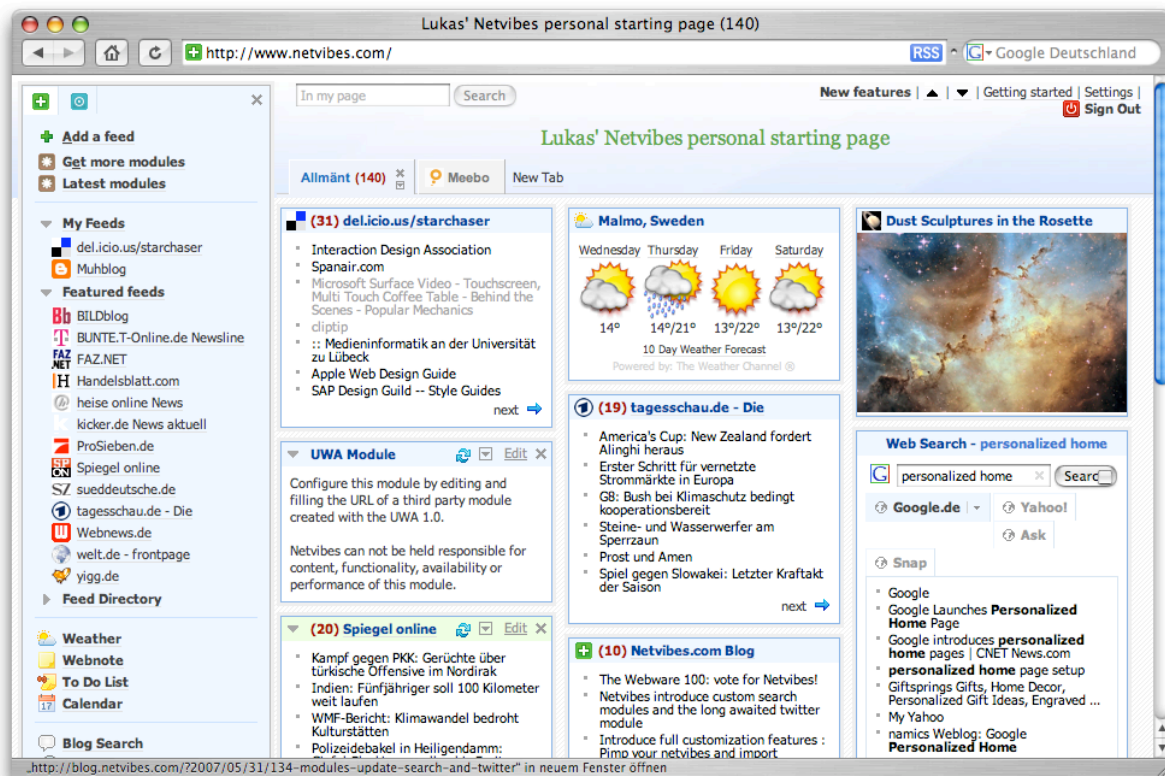 Lukas' Netvibes personal starting page (140)
http://www.netvibes.com/
RSS
Google Deutschland
In my page
Search
New features | ▲ | ▼ | Getting started | Settings |
Sign Out
Lukas' Netvibes personal starting page
Allmänt (140)
Meebo
New Tab
Add a feed
Get more modules
Latest modules
My Feeds
del.icio.us/starchaser
Muhblog
Featured feeds
BILDblog
BUNTE.T-Online.de Newsline
FAZ.NET
Handelsblatt.com
heise online News
kicker.de News aktuell
ProSieben.de
Spiegel online
sueddeutsche.de
tagesschau.de - Die
Webnews.de
welt.de - frontpage
yigg.de
Feed Directory
Weather
Webnote
To Do List
17
Calendar
Blog Search
(31) del.icio.us/starchaser
Interaction Design Association
Spanair.com
Microsoft Surface Video - Touchscreen,
Multi Touch Coffee Table - Behind the
Scenes - Popular Mechanics
cliptip
:: Medieninformatik an der Universität
zu Lübeck
Apple Web Design Guide
SAP Design Guild -- Style Guides
next
UWA Module
Edit
Configure this module by editing and
filling the URL of a third party module
created with the UWA 1.0.
Netvibes can not be held responsible for
content, functionality, availability or
performance of this module.
(20) Spiegel online
Edit
Kampf gegen PKK: Gerüchte über
türkische Offensive im Nordirak
Indien: Fünfjähriger soll 100 Kilometer
weit laufen
WMF-Bericht: Klimawandel bedroht
Kulturstätten
Polizeidebakel in Heiligendamm:
Malmo, Sweden
Wednesday Thursday Friday Saturday
14° 14°/21° 13°/22° 13°/22°
10 Day Weather Forecast
Powered by: The Weather Channel ®
(19) tagesschau.de - Die
America's Cup: New Zealand fordert
Alinghi heraus
Erster Schritt für vernetzte
Strommärkte in Europa
G8: Bush bei Klimaschutz bedingt
kooperationsbereit
Steine- und Wasserwerfer am
Sperrzaun
Prost und Amen
Spiel gegen Slowakei: Letzter Kraftakt
der Saison
next
(10) Netvibes.com Blog
The Webware 100: vote for Netvibes!
Netvibes introduce custom search
modules and the long awaited twitter
module
Introduce full customization features :
Pimp your netvibes and import
Dust Sculptures in the Rosette
Web Search - personalized home
personalized home
Searc
Google.de
Yahoo!
Ask
Snap
Google
Google Launches Personalized
Home Page
Google introduces personalized
home pages | CNET News.com
personalized home page setup
Giftsprings Gifts, Home Decor,
Personalized Gift Ideas, Engraved ...
My Yahoo
namics Weblog: Google
Personalized Home
„http://blog.netvibes.com/?2007/05/31/134-modules-update-search-and-twitter“ in neuem Fenster öffnen